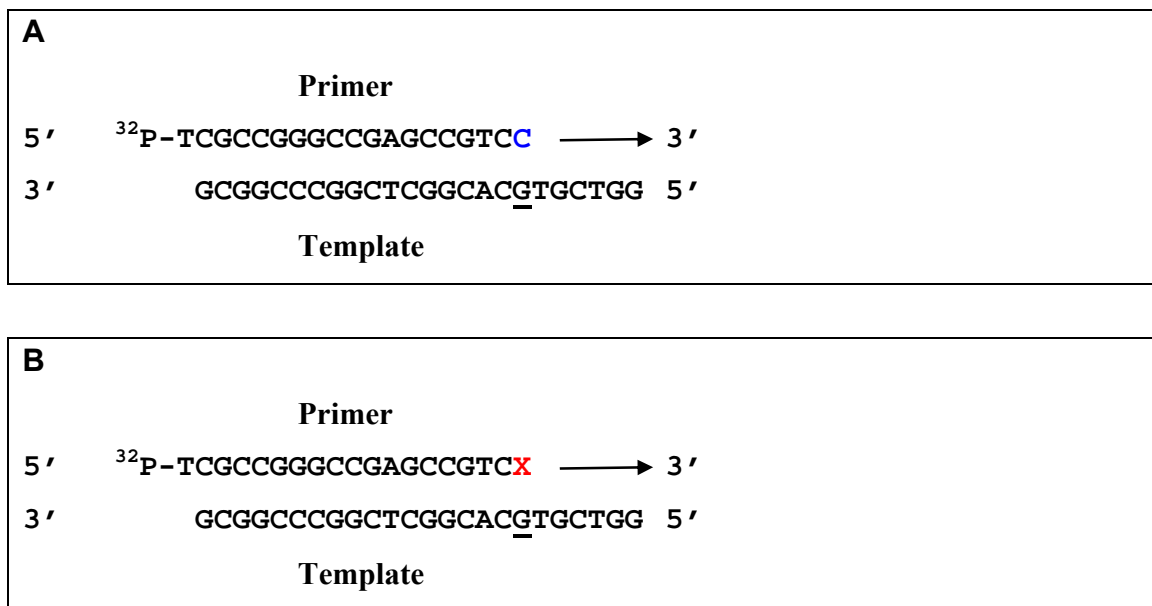 A
Primer
5′ ³²P-TCGCCGGGCCGAGCCGTCC 3′
3′ GCGGCCCGGCTCGGCACGTGCTGG 5′
Template
B
Primer
5′ ³²P-TCGCCGGGCCGAGCCGTCX 3′
3′ GCGGCCCGGCTCGGCACGTGCTGG 5′
Template